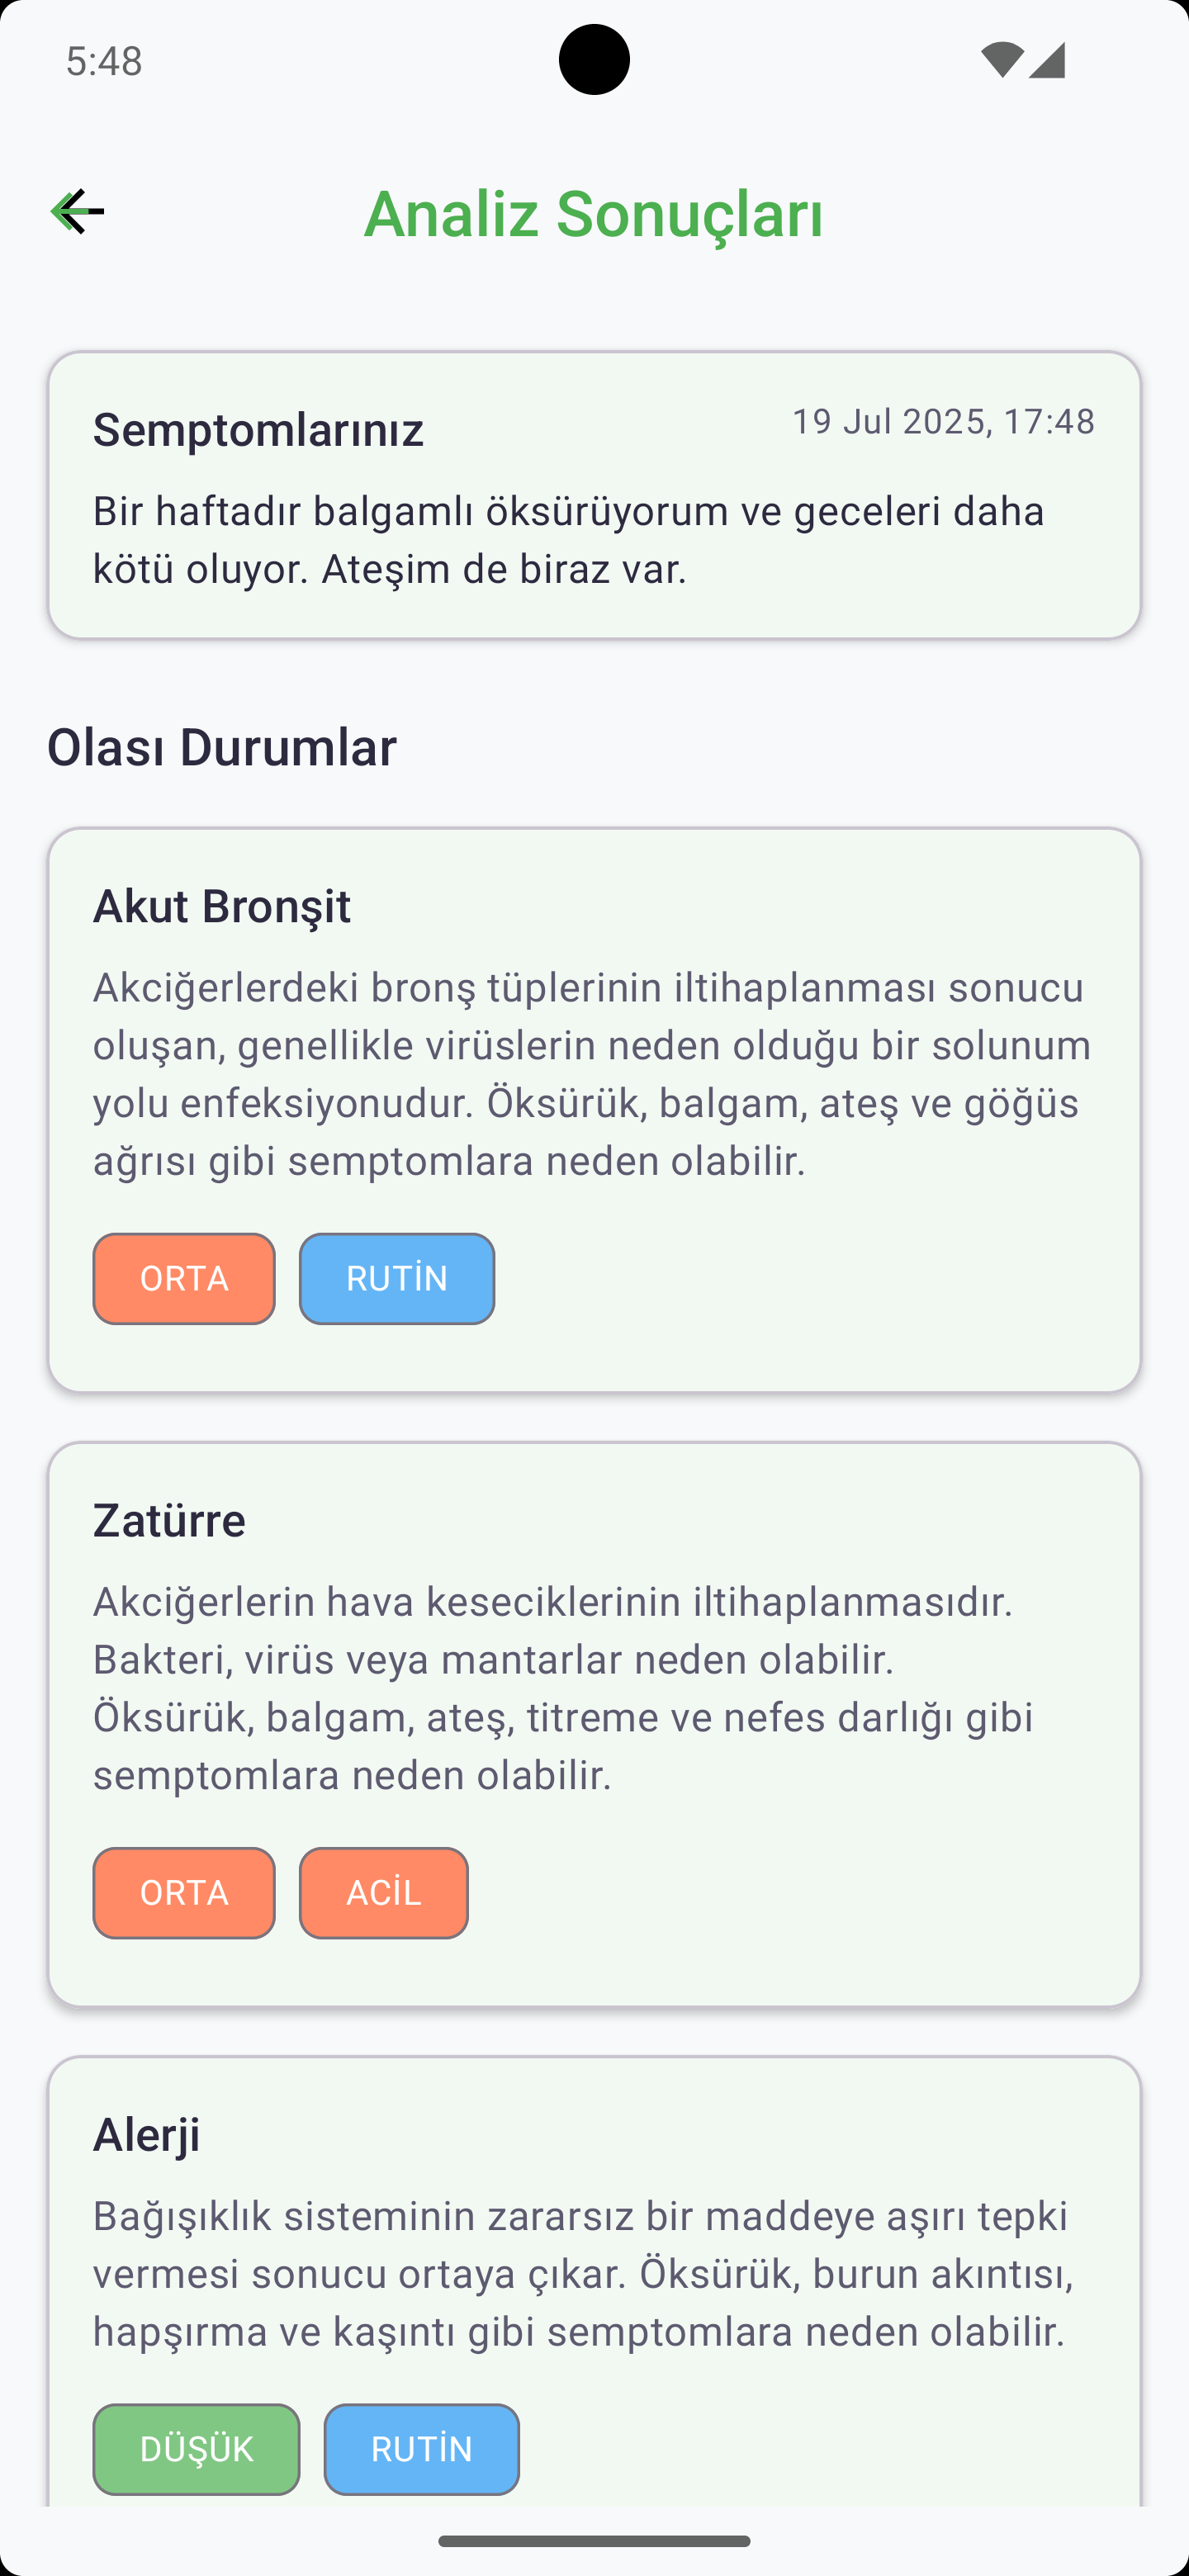 5:48
Analiz Sonuçları
Semptomlarınız
19 Jul 2025, 17:48
Bir haftadır balgamlı öksürüyorum ve geceleri daha
kötü oluyor. Ateşim de biraz var.
Olası Durumlar
Akut Bronşit
Akciğerlerdeki bronş tüplerinin iltihaplanması sonucu
oluşan, genellikle virüslerin neden olduğu bir solunum
yolu enfeksiyonudur. Öksürük, balgam, ateş ve göğüs
ağrısı gibi semptomlara neden olabilir.
ORTA
RUTİN
Zatürre
Akciğerlerin hava keseciklerinin iltihaplanmasıdır.
Bakteri, virüs veya mantarlar neden olabilir.
Öksürük, balgam, ateş, titreme ve nefes darlığı gibi
semptomlara neden olabilir.
ORTA
ACİL
Alerji
Bağışıklık sisteminin zararsız bir maddeye aşırı tepki
vermesi sonucu ortaya çıkar. Öksürük, burun akıntısı,
hapşırma ve kaşıntı gibi semptomlara neden olabilir.
DÜŞÜK
RUTİN